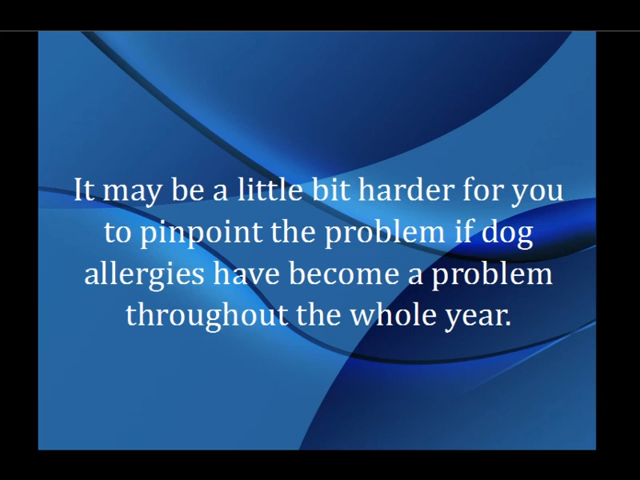 It may be a little bit harder for you
to pinpoint the problem if dog
allergies have become a problem
throughout the whole year.